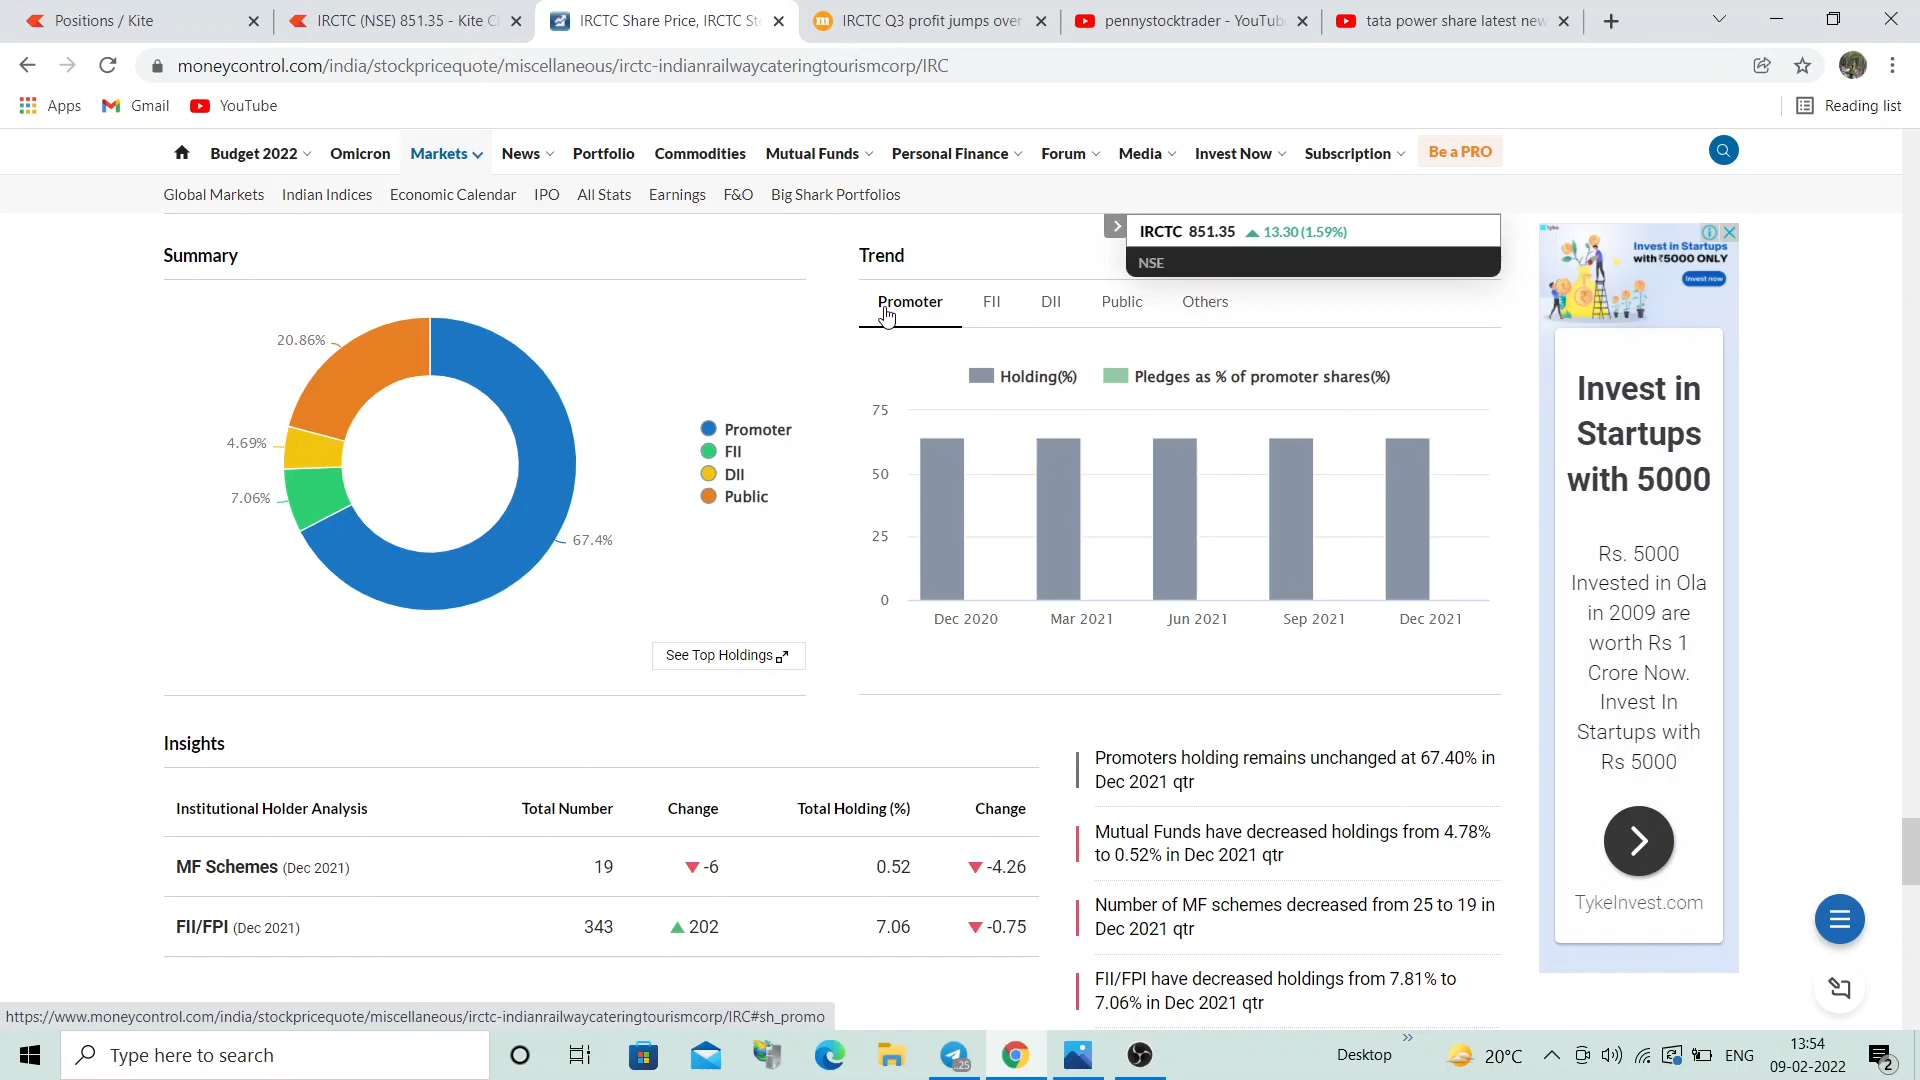 Positions / Kite
IRCTC (NSE) 851.35 - Kite C
IRCTC Share Price, IRCTC St
IRCTC Q3 profit jumps over
pennystocktrader - YouTub
tata power share latest new
moneycontrol.com/india/stockpricequote/miscellaneous/irctc-indianrailwaycateringtourismcorp/IRC
Apps
Gmail
YouTube
Reading list
Budget 2022
Omicron
Markets
News
Portfolio
Commodities
Mutual Funds
Personal Finance
Forum
Media
Invest Now
Subscription
Be a PRO
Global Markets
Indian Indices
Economic Calendar
IPO
All Stats
Earnings
F&O
Big Shark Portfolios
IRCTC 851.35 13.30 (1.59%)
NSE
Summary
20.86%
4.69%
7.06%
67.4%
Promoter
FII
DII
Public
See Top Holdings
Trend
Promoter
FII
DII
Public
Others
Holding(%)
Pledges as % of promoter shares(%)
75
50
25
0
Dec 2020
Mar 2021
Jun 2021
Sep 2021
Dec 2021
Insights
Institutional Holder Analysis Total Number Change Total Holding (%) Change
MF Schemes (Dec 2021) 19 -6 0.52 -4.26
FII/FPI (Dec 2021) 343 202 7.06 -0.75
Promoters holding remains unchanged at 67.40% in
Dec 2021 qtr
Mutual Funds have decreased holdings from 4.78%
to 0.52% in Dec 2021 qtr
Number of MF schemes decreased from 25 to 19 in
Dec 2021 qtr
FII/FPI have decreased holdings from 7.81% to
7.06% in Dec 2021 qtr
tyke
Invest in Startups
with ₹5000 ONLY
Invest now
Invest in
Startups
with 5000
Rs. 5000
Invested in Ola
in 2009 are
worth Rs 1
Crore Now.
Invest In
Startups with
Rs 5000
TykeInvest.com
https://www.moneycontrol.com/india/stockpricequote/miscellaneous/irctc-indianrailwaycateringtourismcorp/IRC#sh_promo
Type here to search
25
Desktop
20°C
ENG
13:54
09-02-2022
2